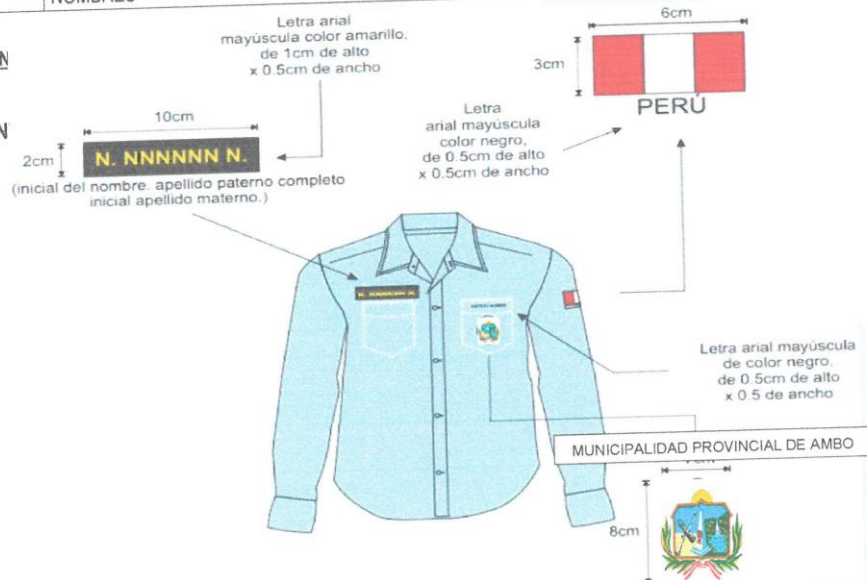 NOMBRES
Letra arial
mayúscula color amarillo.
de 1cm de alto
x 0.5cm de ancho
10cm
2cm
N. NNNNNN N.
(inicial del nombre. apellido paterno completo
inicial apellido materno.)
6cm
3cm
PERÚ
Letra
arial mayúscula
color negro,
de 0.5cm de alto
x 0.5cm de ancho
N. NNNNNN N.
Letra arial mayúscula
de color negro.
de 0.5cm de alto
x 0.5 de ancho
MUNICIPALIDAD PROVINCIAL DE AMBO
8cm